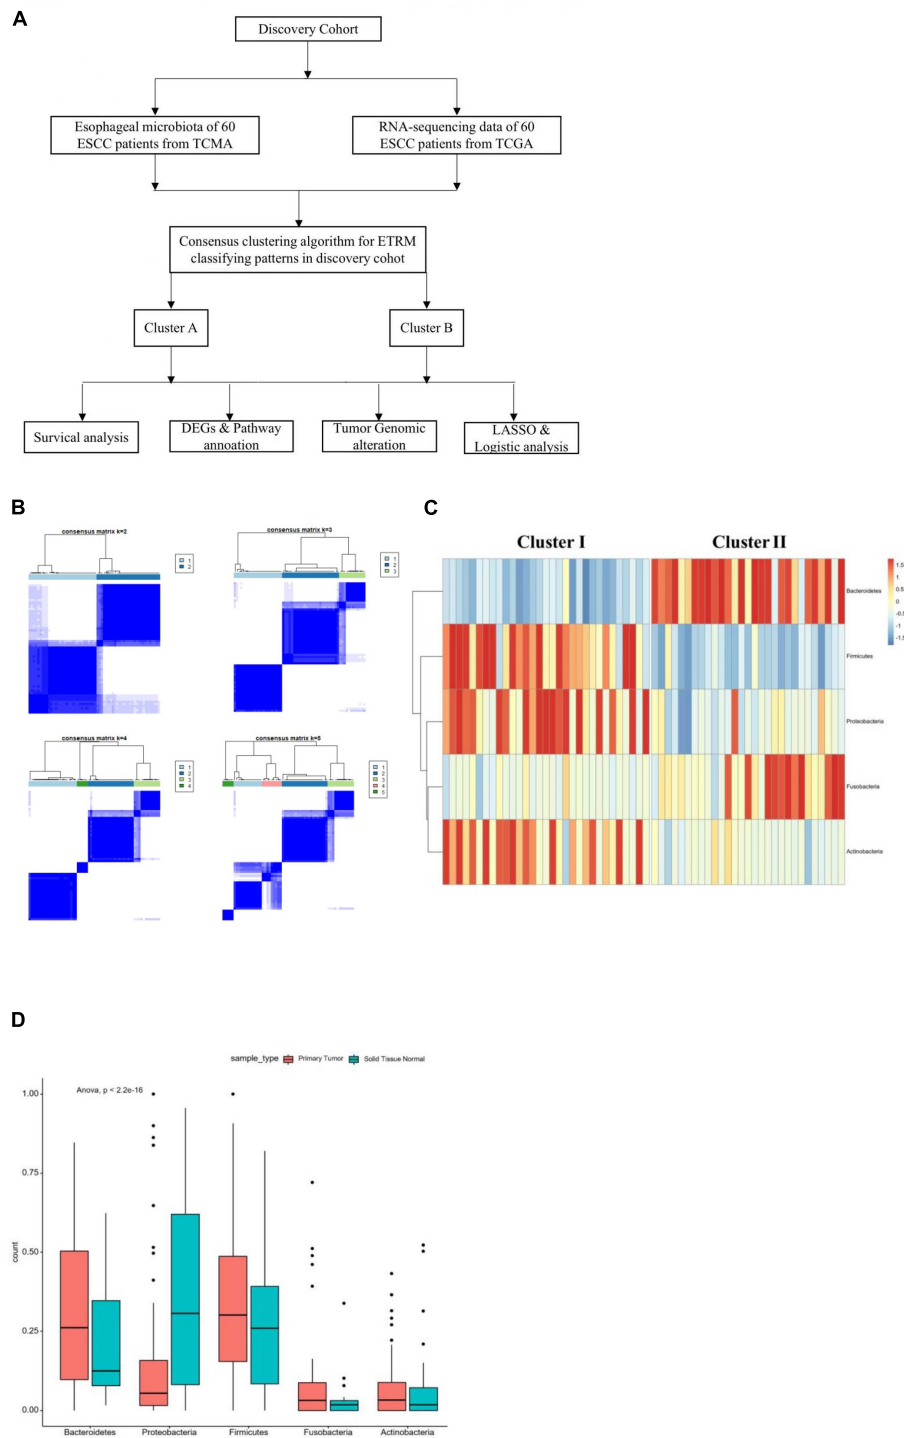 A
Discovery Cohort
Esophageal microbiota of 60
ESCC patients from TCMA
RNA-sequencing data of 60
ESCC patients from TCGA
Consensus clustering algorithm for ETRM
classifying patterns in discovery cohot
Cluster A
Cluster B
Survical analysis
DEGs & Pathway
annoation
Tumor Genomic
alteration
LASSO &
Logistic analysis
B
consensus matrix k=2
1
2
consensus matrix k=3
1
2
3
consensus matrix k=4
1
2
3
4
consensus matrix k=5
1
2
3
4
5
C
Cluster I
Cluster II
Bacteroidetes
Firmicutes
Proteobacteria
Fusobacteria
Actinobacteria
1.5
1
0.5
0
-0.5
-1
-1.5
D
sample_type
Primary Tumor
Solid Tissue Normal
Anova, p < 2.2e-16
count
1.00
0.75
0.50
0.25
0.00
Bacteroidetes
Proteobacteria
Firmicutes
Fusobacteria
Actinobacteria